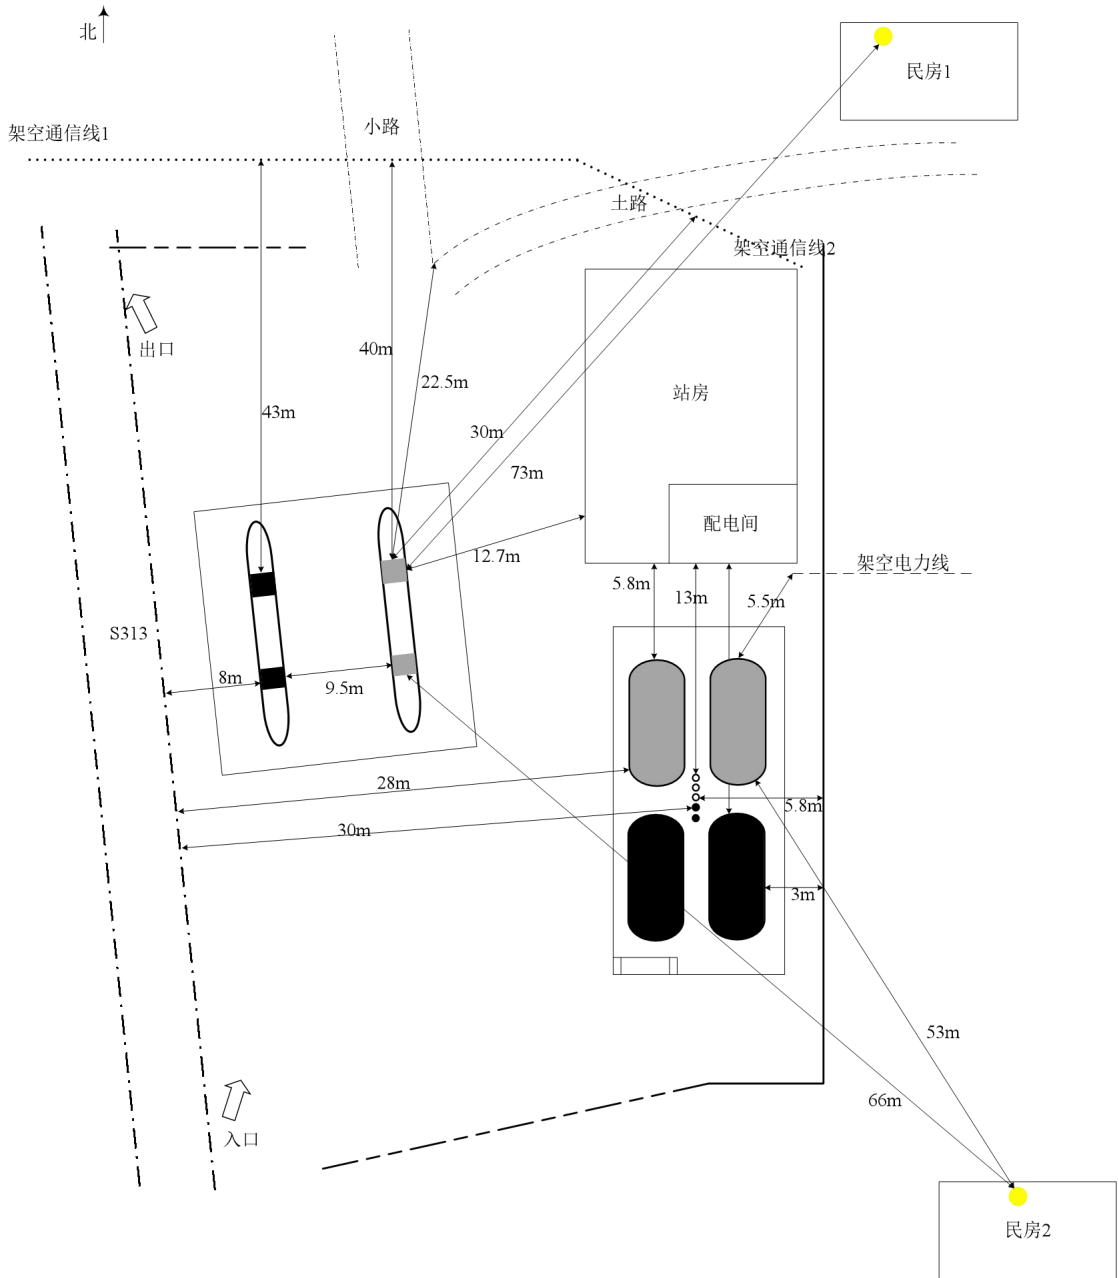 北
民房1
小路
架空通信线1
土路
架空通信线2
出口
40m
22.5m
站房
43m
30m
73m
配电间
12.7m
架空电力线
5.8m
13m
5.5m
S313
8m
9.5m
28m
5.8m
30m
3m
53m
66m
入口
民房2